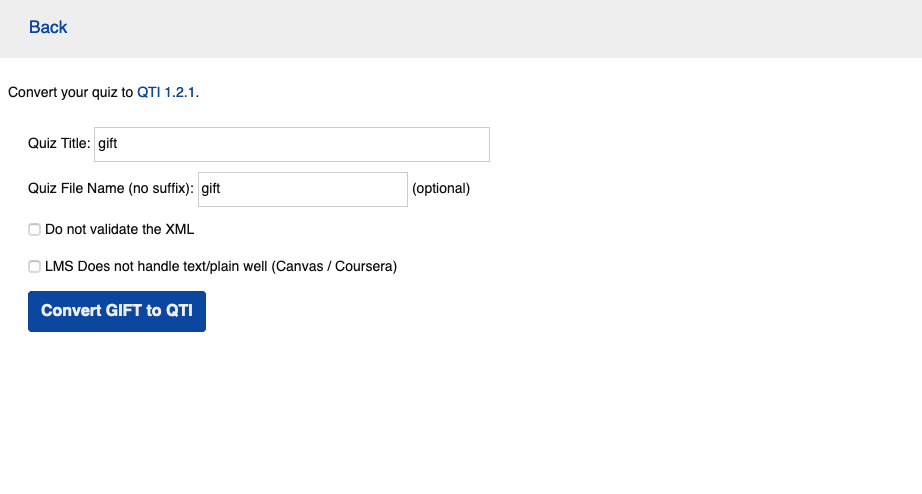 Back
Convert your quiz to QTI 1.2.1.
Quiz Title: gift
Quiz File Name (no suffix): gift (optional)
Do not validate the XML
LMS Does not handle text/plain well (Canvas / Coursera)
Convert GIFT to QTI